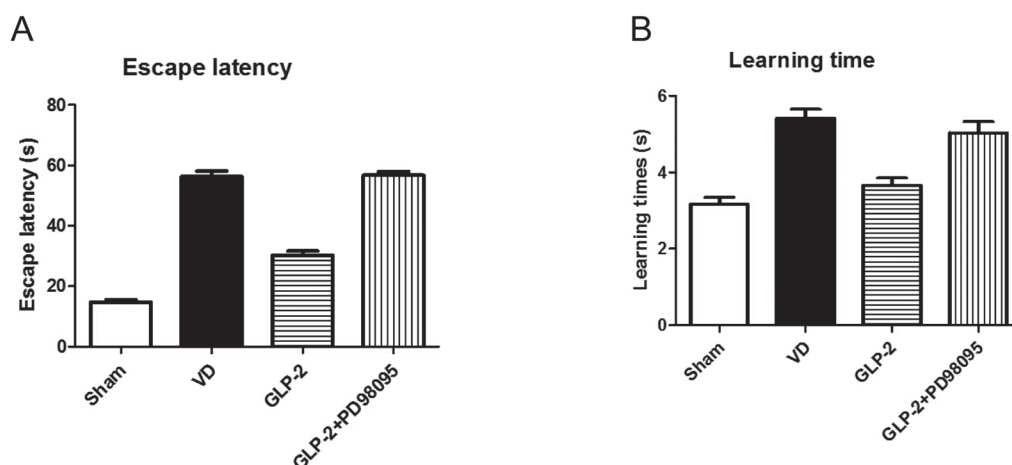 A
Escape latency
Escape latency (s)
80
60
40
20
0
Sham
VD
GLP-2
GLP-2+PD98095
B
Learning time
Learning times (s)
6
4
2
0
Sham
VD
GLP-2
GLP-2+PD98095